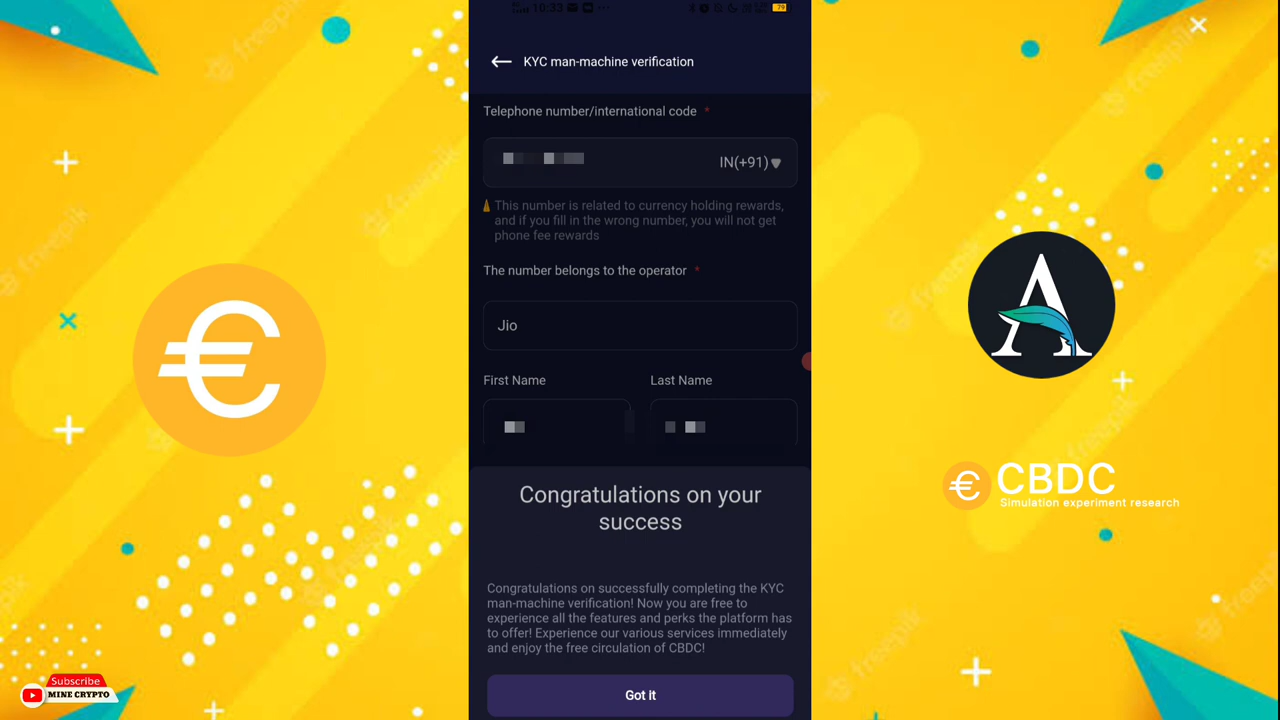 10:33
79
KYC man-machine verification
Telephone number/international code *
IN(+91)
This number is related to currency holding rewards,
and if you fill in the wrong number, you will not get
phone fee rewards
The number belongs to the operator *
Jio
First Name
Last Name
Congratulations on your
success
Congratulations on successfully completing the KYC
man-machine verification! Now you are free to
experience all the features and perks the platform has
to offer! Experience our various services immediately
and enjoy the free circulation of CBDC!
Got it
€
A
€ CBDC
Simulation experiment research
Subscribe
MINE CRYPTO